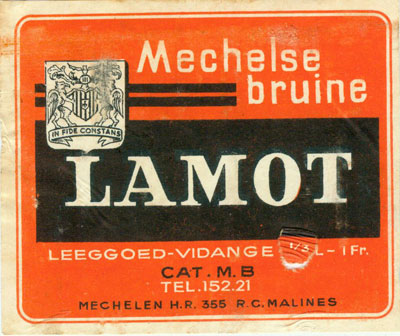 Mechelse
bruine
IN FIDE CONSTANS
LAMOT
LEEGGOED-VIDANGE 1/3 L-1 Fr.
CAT. M.B
TEL.152.21
MECHELEN H.R. 355 R.C. MALINES